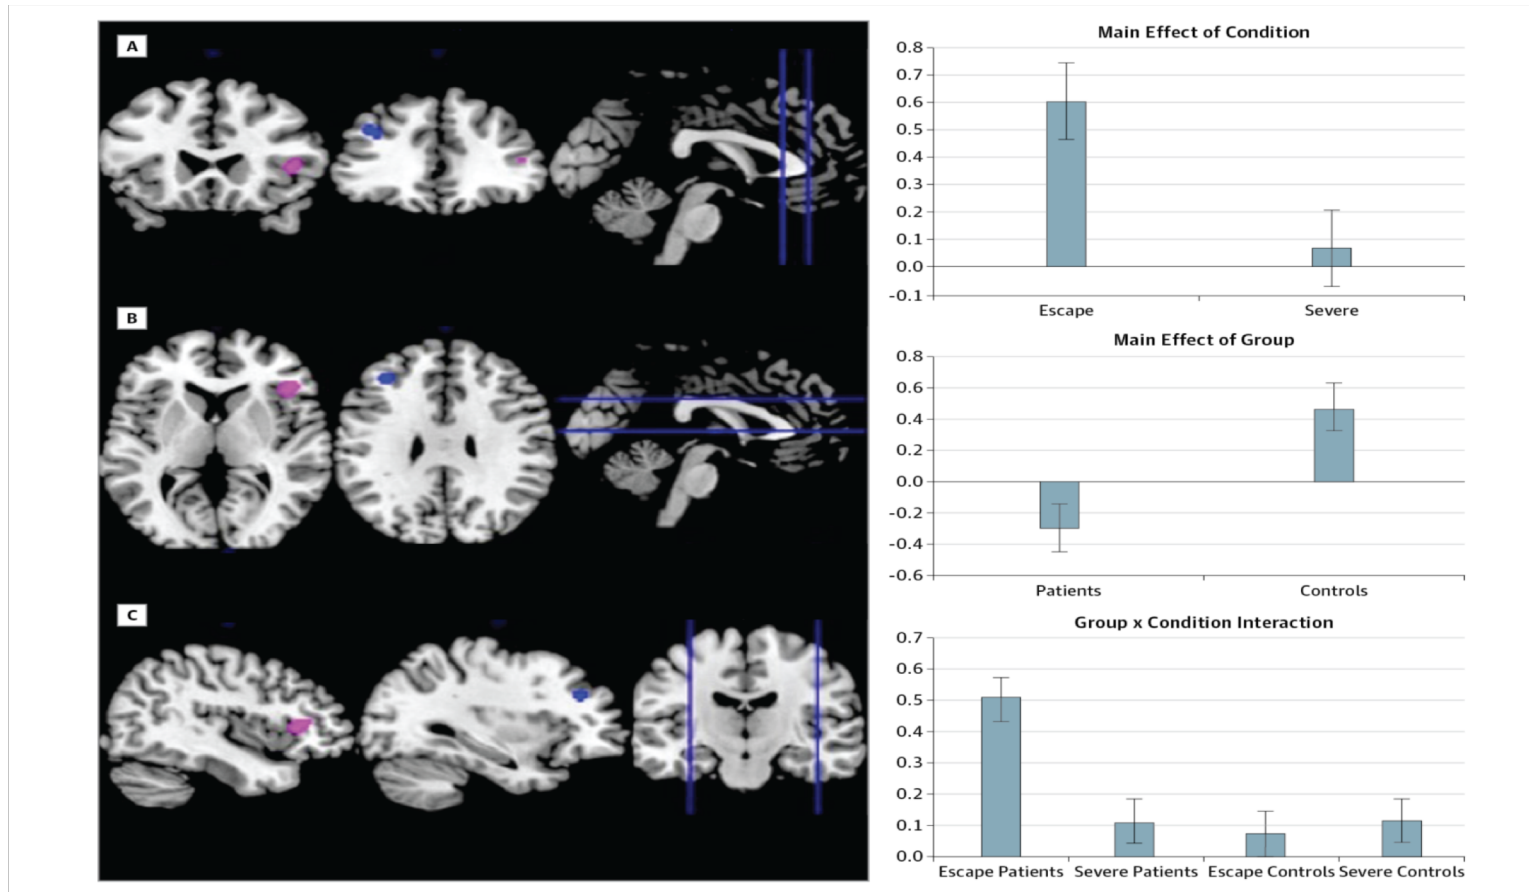 A
B
C
Main Effect of Condition
0.8
0.7
0.6
0.5
0.4
0.3
0.2
0.1
0.0
-0.1
Escape Severe
Main Effect of Group
0.8
0.6
0.4
0.2
0.0
-0.2
-0.4
-0.6
Patients Controls
Group x Condition Interaction
0.7
0.6
0.5
0.4
0.3
0.2
0.1
0.0
Escape Patients Severe Patients Escape Controls Severe Controls